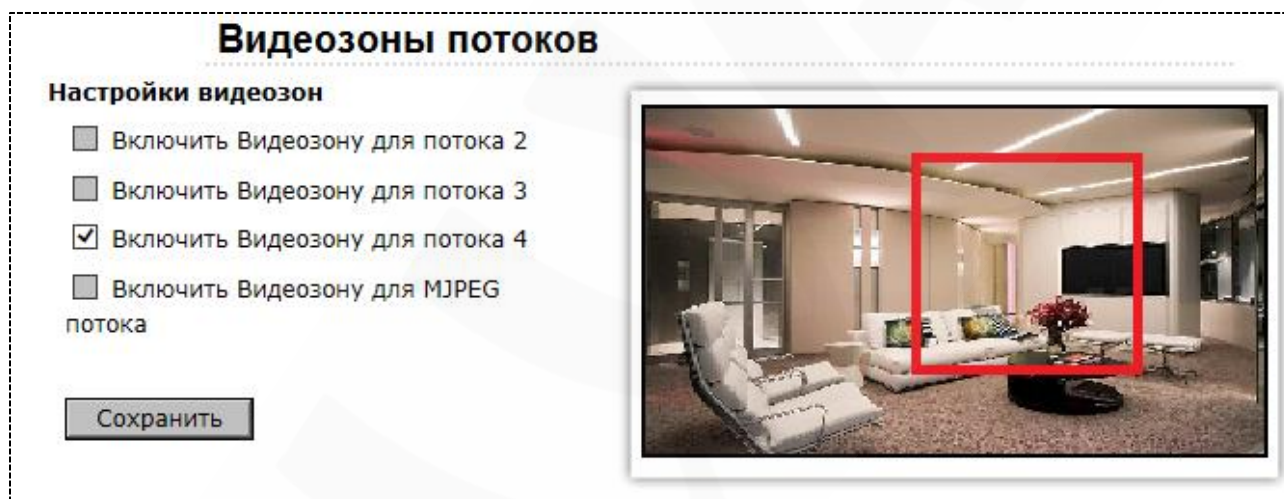 Видеозоны потоков
Настройки видеозон
Включить Видеозону для потока 2
Включить Видеозону для потока 3
Включить Видеозону для потока 4
Включить Видеозону для MJPEG
потока
Сохранить